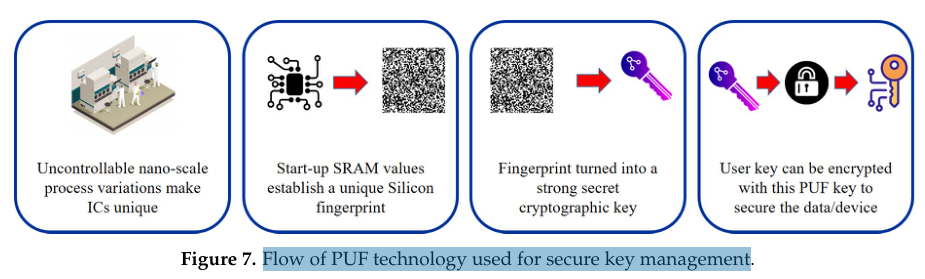 Uncontrollable nano-scale
process variations make
ICs unique
Start-up SRAM values
establish a unique Silicon
fingerprint
Fingerprint turned into a
strong secret
cryptographic key
User key can be encrypted
with this PUF key to
secure the data/device
Figure 7. Flow of PUF technology used for secure key management.